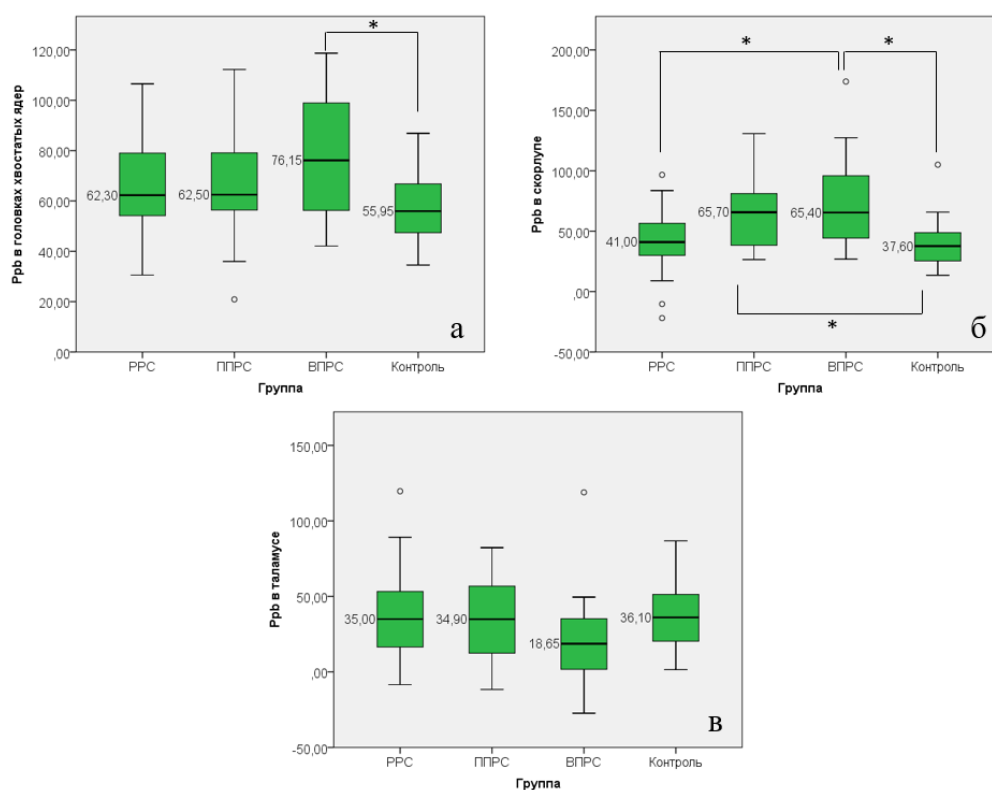 *
120,00
100,00
80,00
60,00
40,00
20,00
,00
Ppb в головках хвостатых ядер
62,30
62,50
76,15
55,95
а
РРС
ППРС
ВПРС
Контроль
Группа
*
*
200,00
150,00
100,00
50,00
,00
-50,00
Ppb в скорлупе
41,00
65,70
65,40
37,60
*
б
РРС
ППРС
ВПРС
Контроль
Группа
150,00
100,00
50,00
,00
-50,00
Ppb в таламусе
35,00
34,90
18,65
36,10
в
РРС
ППРС
ВПРС
Контроль
Группа